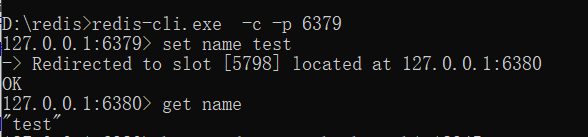 D:\redis>redis-cli.exe  -c -p 6379
127.0.0.1:6379> set name test
-> Redirected to slot [5798] located at 127.0.0.1:6380
OK
127.0.0.1:6380> get name
"test"